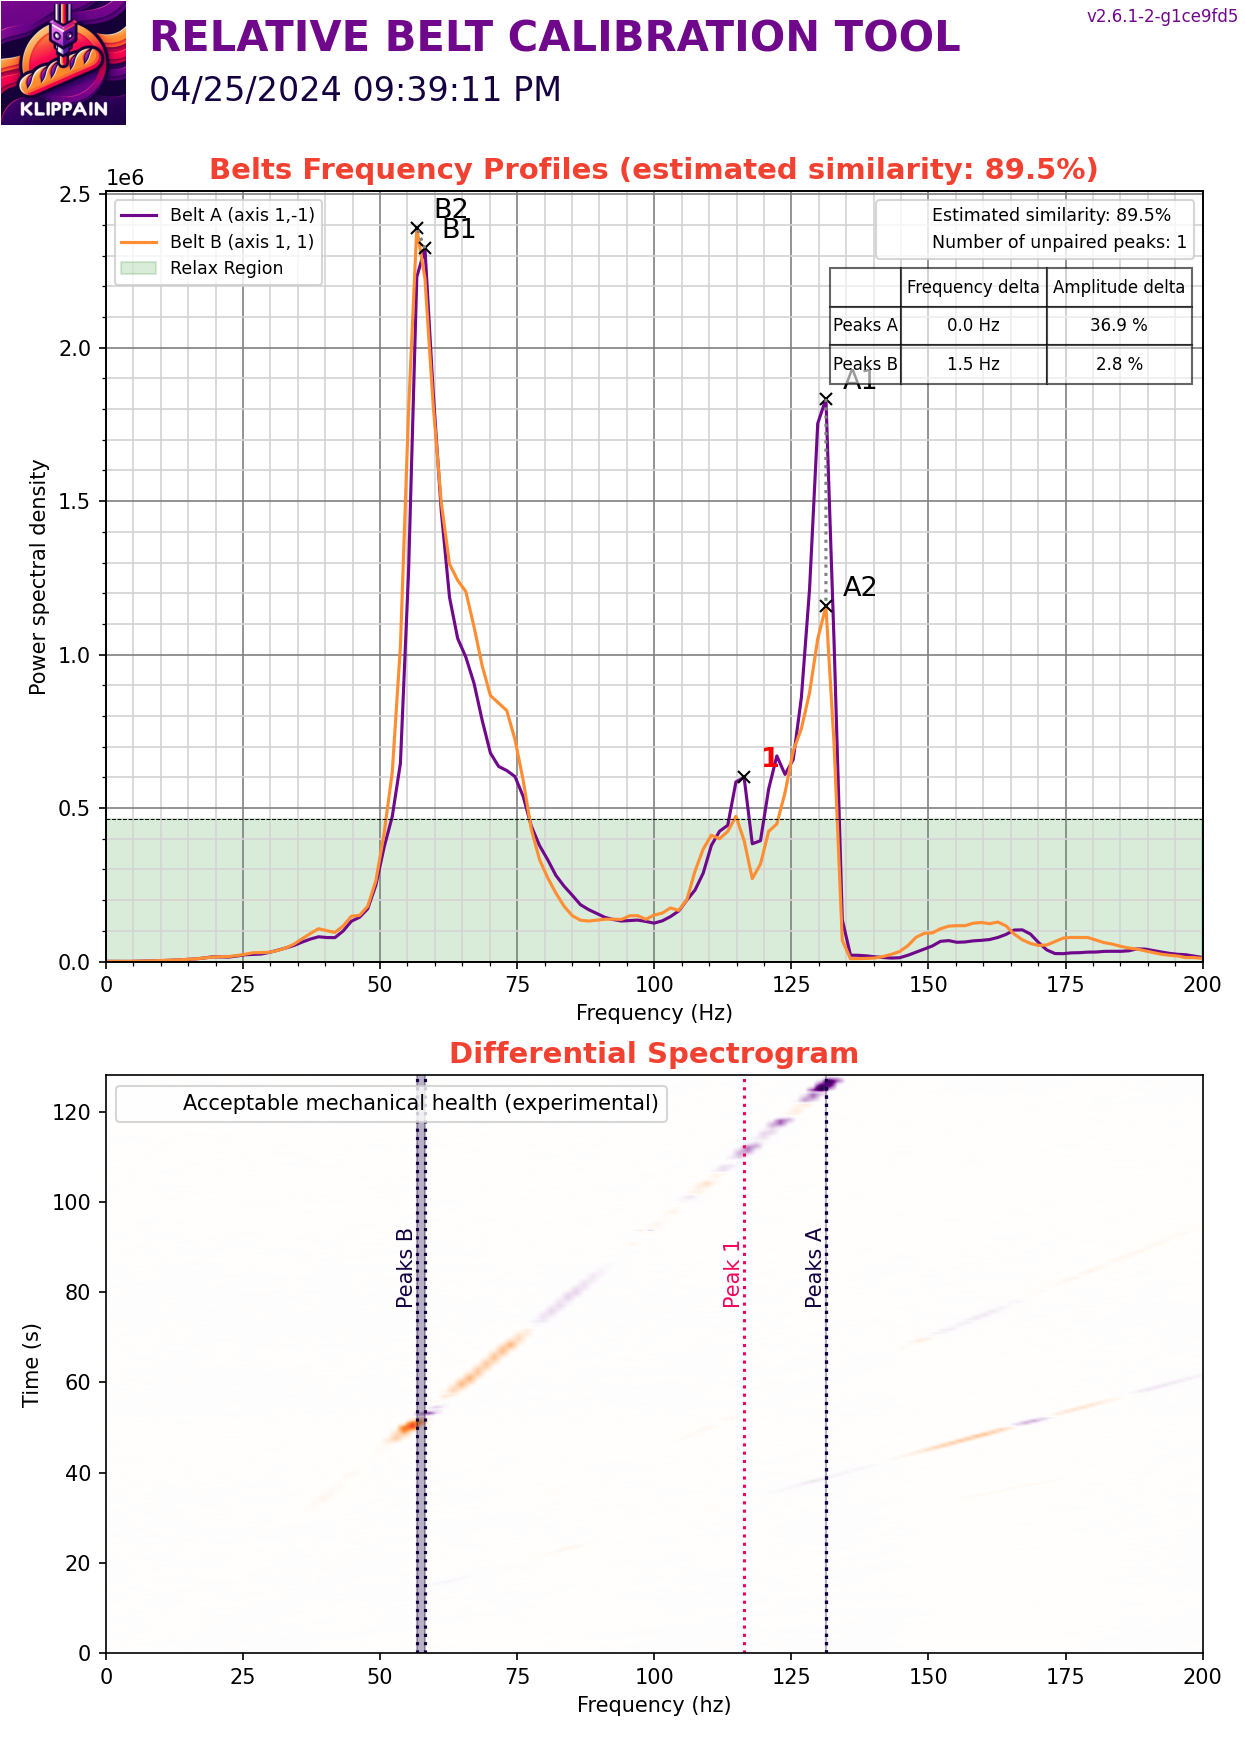 KLIPPAIN
RELATIVE BELT CALIBRATION TOOL
04/25/2024 09:39:11 PM
v2.6.1-2-g1ce9fd5
Belts Frequency Profiles (estimated similarity: 89.5%)
1e6
2.5
2.0
1.5
1.0
0.5
0.0
Power spectral density
Belt A (axis 1,-1)
Belt B (axis 1, 1)
Relax Region
B2
B1
Estimated similarity: 89.5%
Number of unpaired peaks: 1
Frequency delta Amplitude delta
Peaks A 0.0 Hz 36.9 %
Peaks B 1.5 Hz 2.8 %
A1
A2
1
0 25 50 75 100 125 150 175 200
Frequency (Hz)
Differential Spectrogram
Acceptable mechanical health (experimental)
120
100
80
60
40
20
0
Time (s)
Peaks B
Peak 1
Peaks A
0 25 50 75 100 125 150 175 200
Frequency (hz)